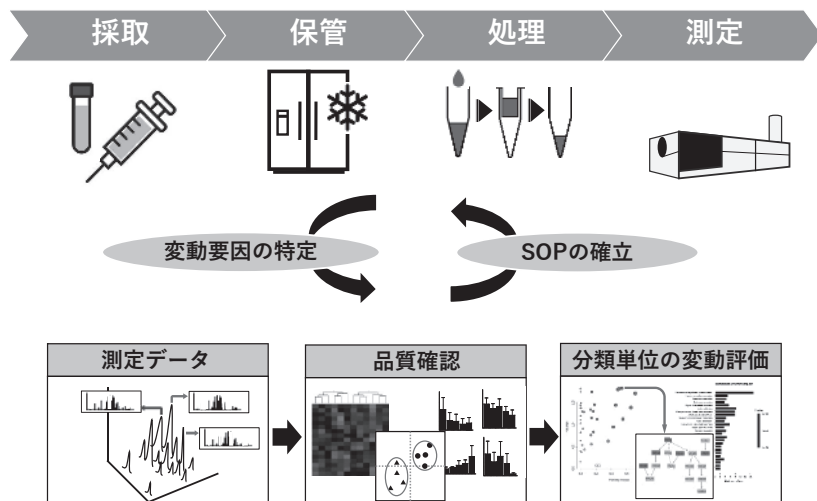 採取
保管
処理
測定
変動要因の特定
SOPの確立
測定データ
品質確認
分類単位の変動評価